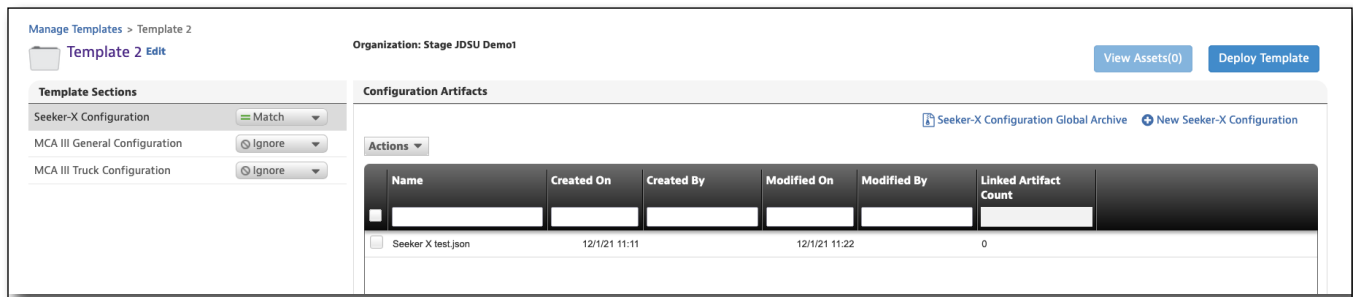 Manage Templates > Template 2
Template 2 Edit
Organization: Stage JDSU Demo1
View Assets(0)
Deploy Template
Template Sections
Seeker-X Configuration
Match
MCA III General Configuration
Ignore
MCA III Truck Configuration
Ignore
Configuration Artifacts
Seeker-X Configuration Global Archive
New Seeker-X Configuration
Actions
Name Created On Created By Modified On Modified By Linked Artifact
Count
Seeker X test.json 12/1/21 11:11 12/1/21 11:22 0